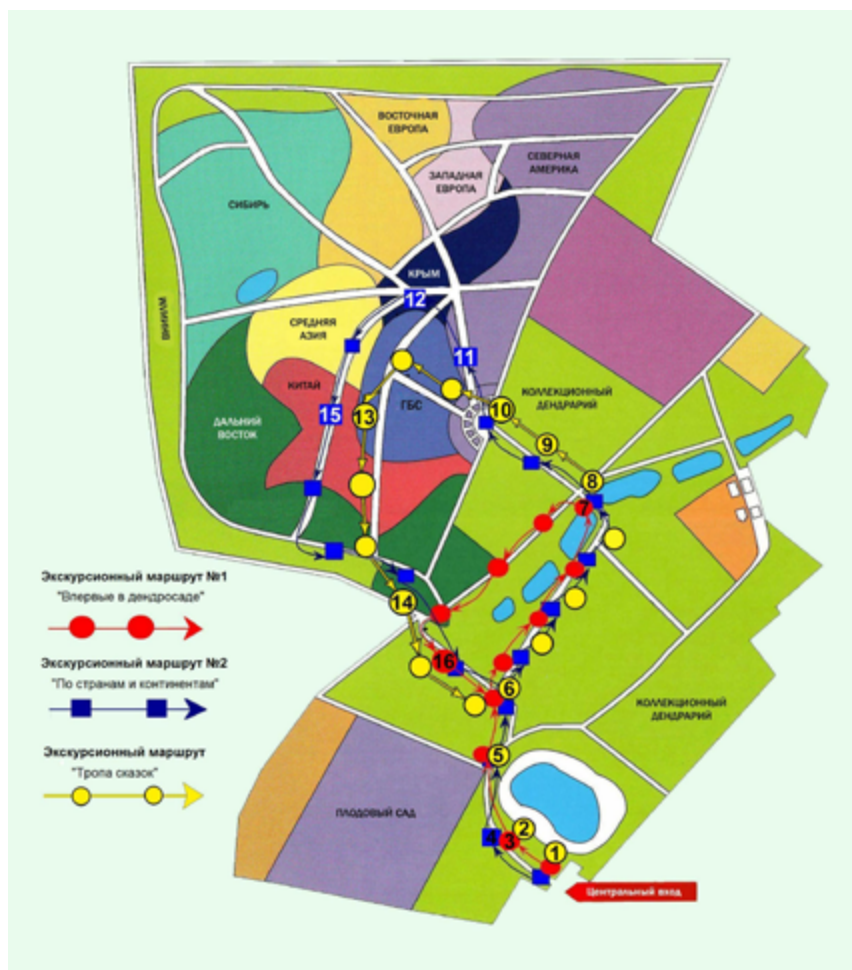 ВОСТОЧНАЯ
ЕВРОПА
СЕВЕРНАЯ
АМЕРИКА
ЗАПАДНАЯ
ЕВРОПА
СИБИРЬ
КРЫМ
12
ВНИИЛМ
СРЕДНЯЯ
АЗИЯ
11
КИТАЙ
КОЛЛЕКЦИОННЫЙ
ДЕНДРАРИЙ
15
13
ГБС
10
ДАЛЬНИЙ
ВОСТОК
9
8
7
Экскурсионный маршрут №1
"Впервые в дендросаде"
14
16
Экскурсионный маршрут №2
"По странам и континентам"
6
КОЛЛЕКЦИОННЫЙ
ДЕНДРАРИЙ
Экскурсионный маршрут
"Тропа сказок"
5
ПЛОДОВЫЙ САД
4
3
2
1
Центральный вход